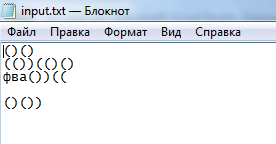 input.txt — Блокнот
Файл Правка Формат Вид Справка
()()
(())(()()
фва())((
()())